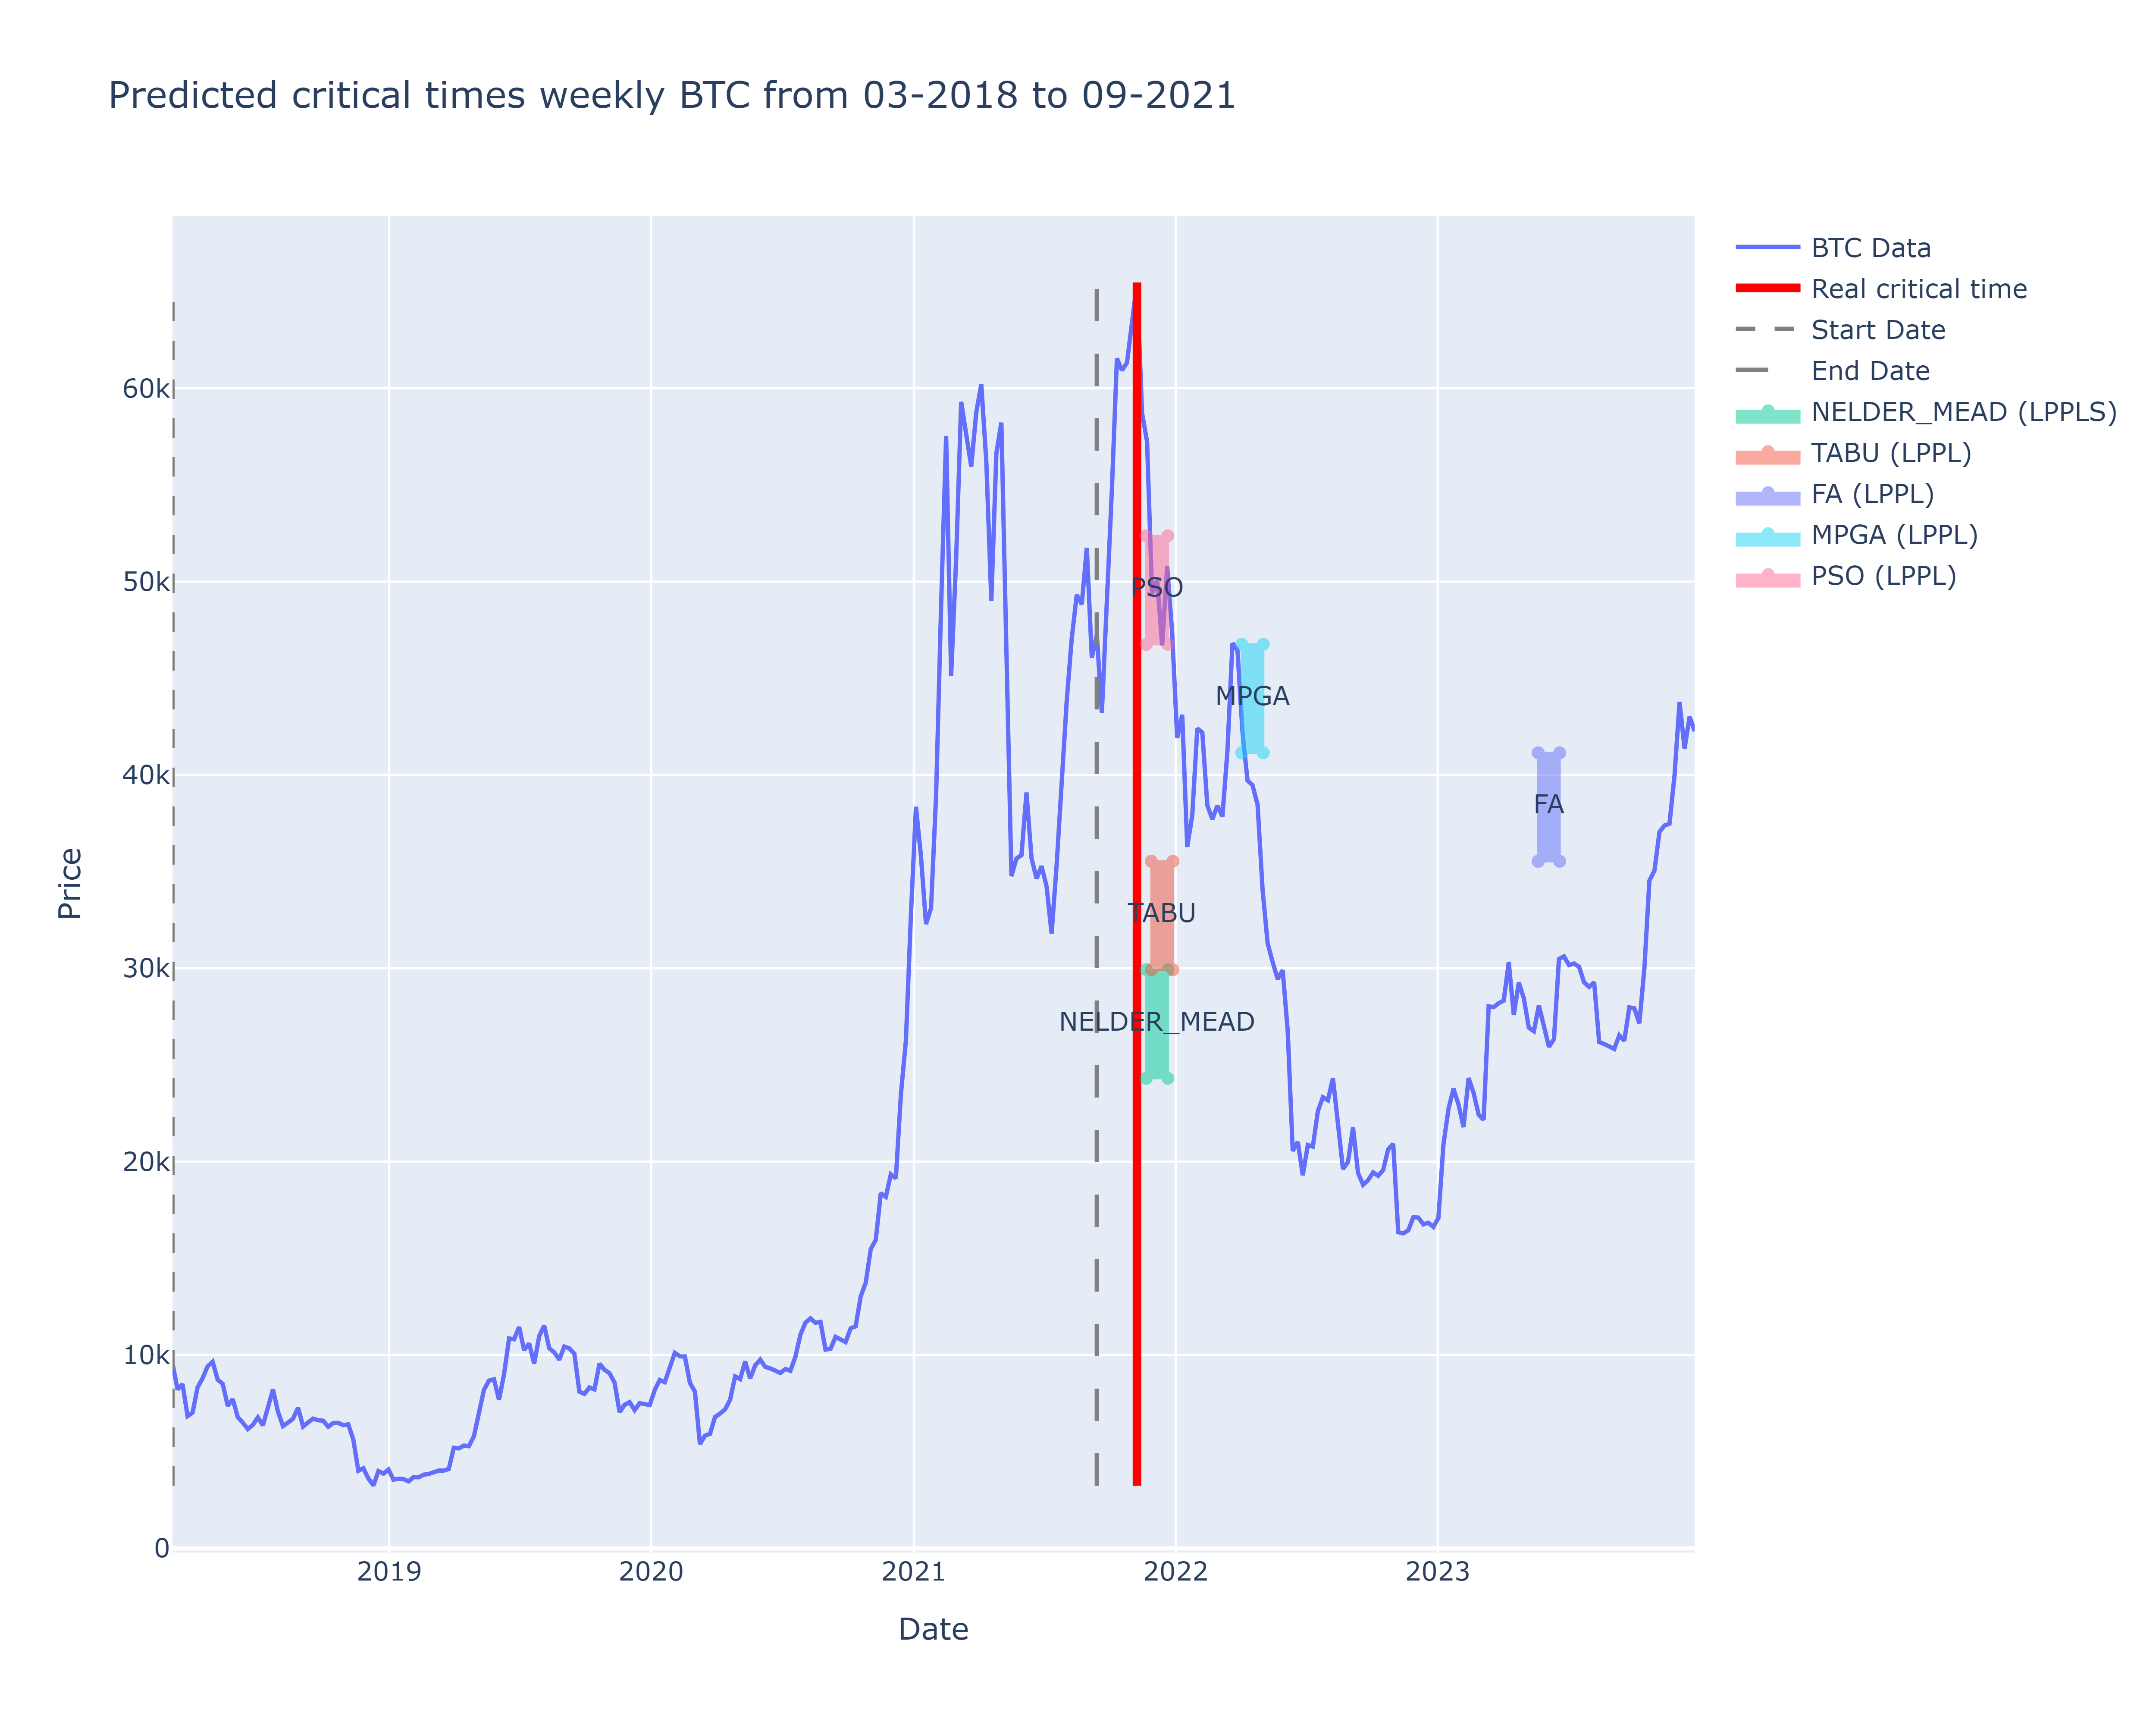 Predicted critical times weekly BTC from 03-2018 to 09-2021
BTC Data
Real critical time
Start Date
End Date
NELDER_MEAD (LPPLS)
TABU (LPPL)
FA (LPPL)
MPGA (LPPL)
PSO (LPPL)
60k
50k
40k
30k
20k
10k
0
Price
PSO
MPGA
FA
TABU
NELDER_MEAD
2019
2020
2021
2022
2023
Date